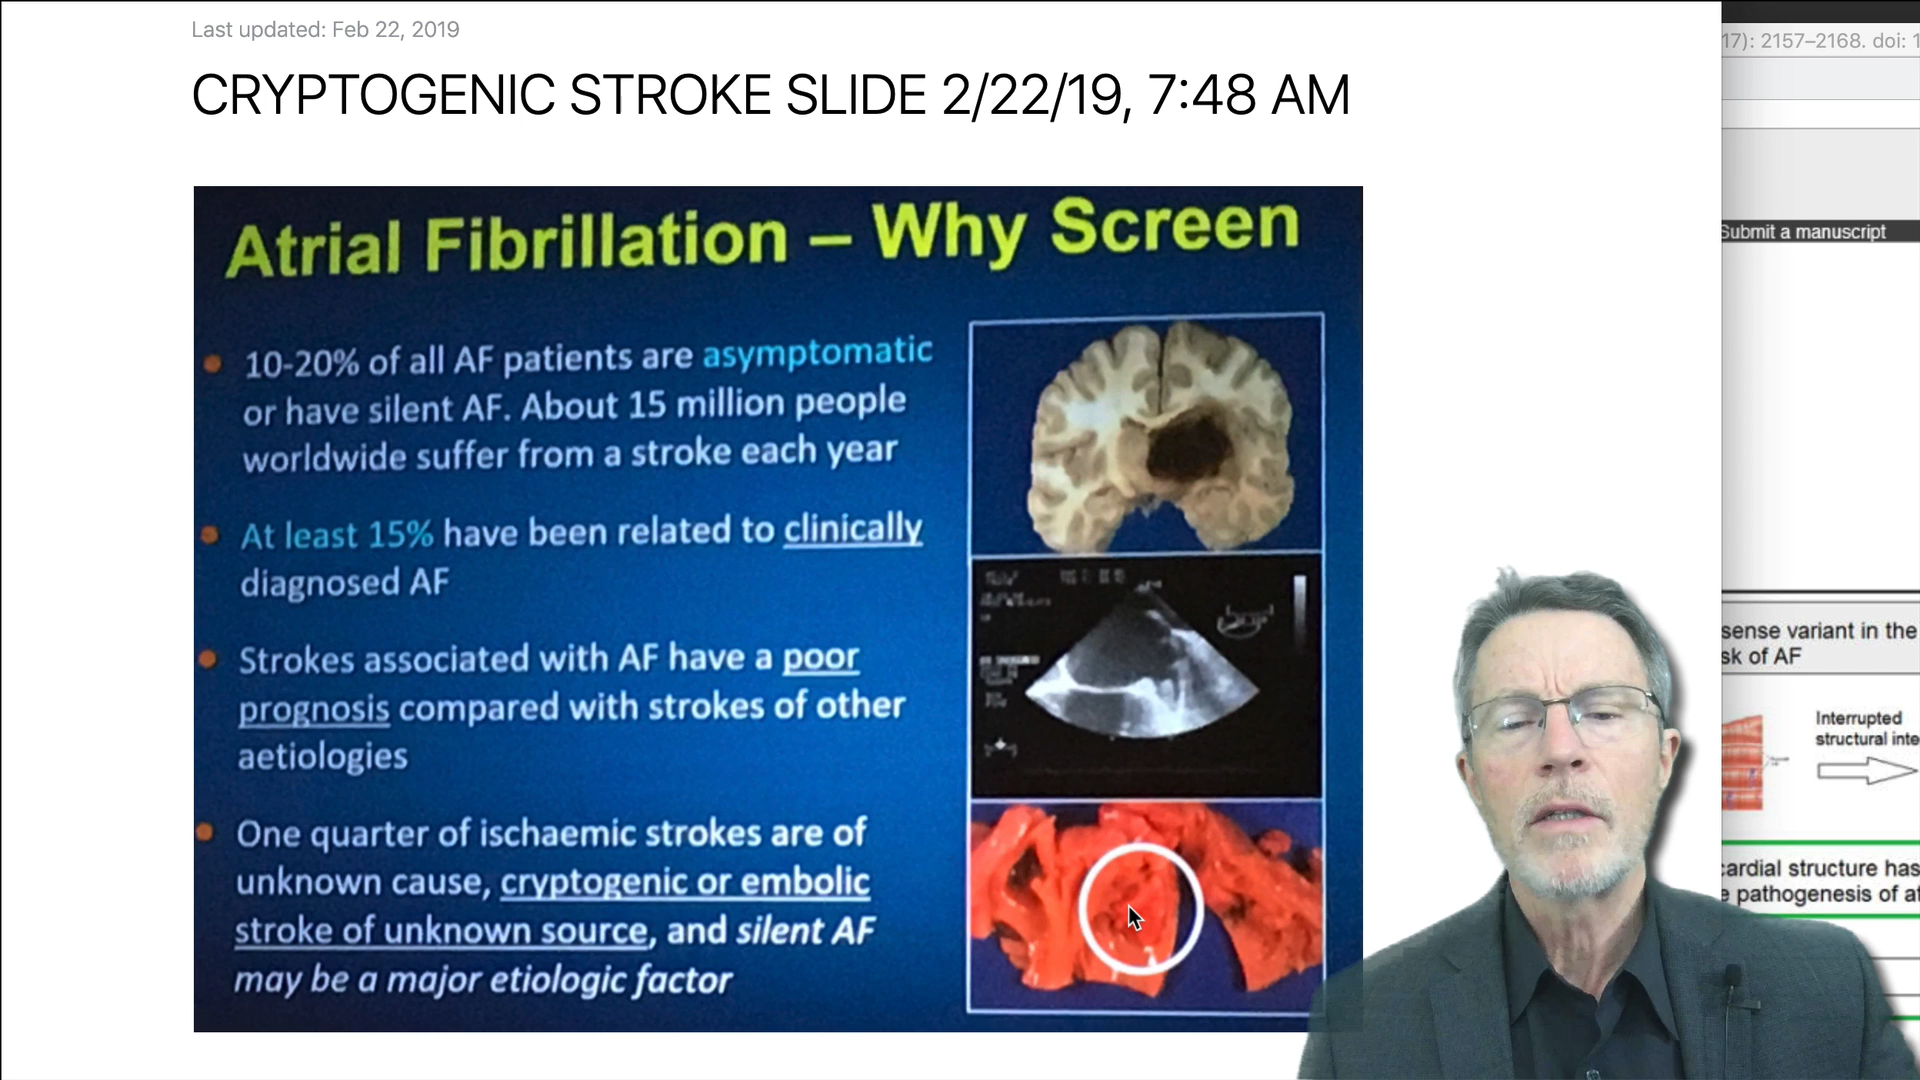 Last updated: Feb 22, 2019
CRYPTOGENIC STROKE SLIDE 2/22/19, 7:48 AM
Atrial Fibrillation – Why Screen
10-20% of all AF patients are asymptomatic
or have silent AF. About 15 million people
worldwide suffer from a stroke each year
At least 15% have been related to clinically
diagnosed AF
Strokes associated with AF have a poor
prognosis compared with strokes of other
aetiologies
One quarter of ischaemic strokes are of
unknown cause, cryptogenic or embolic
stroke of unknown source, and silent AF
may be a major etiologic factor
17): 2157–2168. doi: 1
Submit a manuscript
sense variant in the
sk of AF
Interrupted
structural inte
cardial structure has
e pathogenesis of at